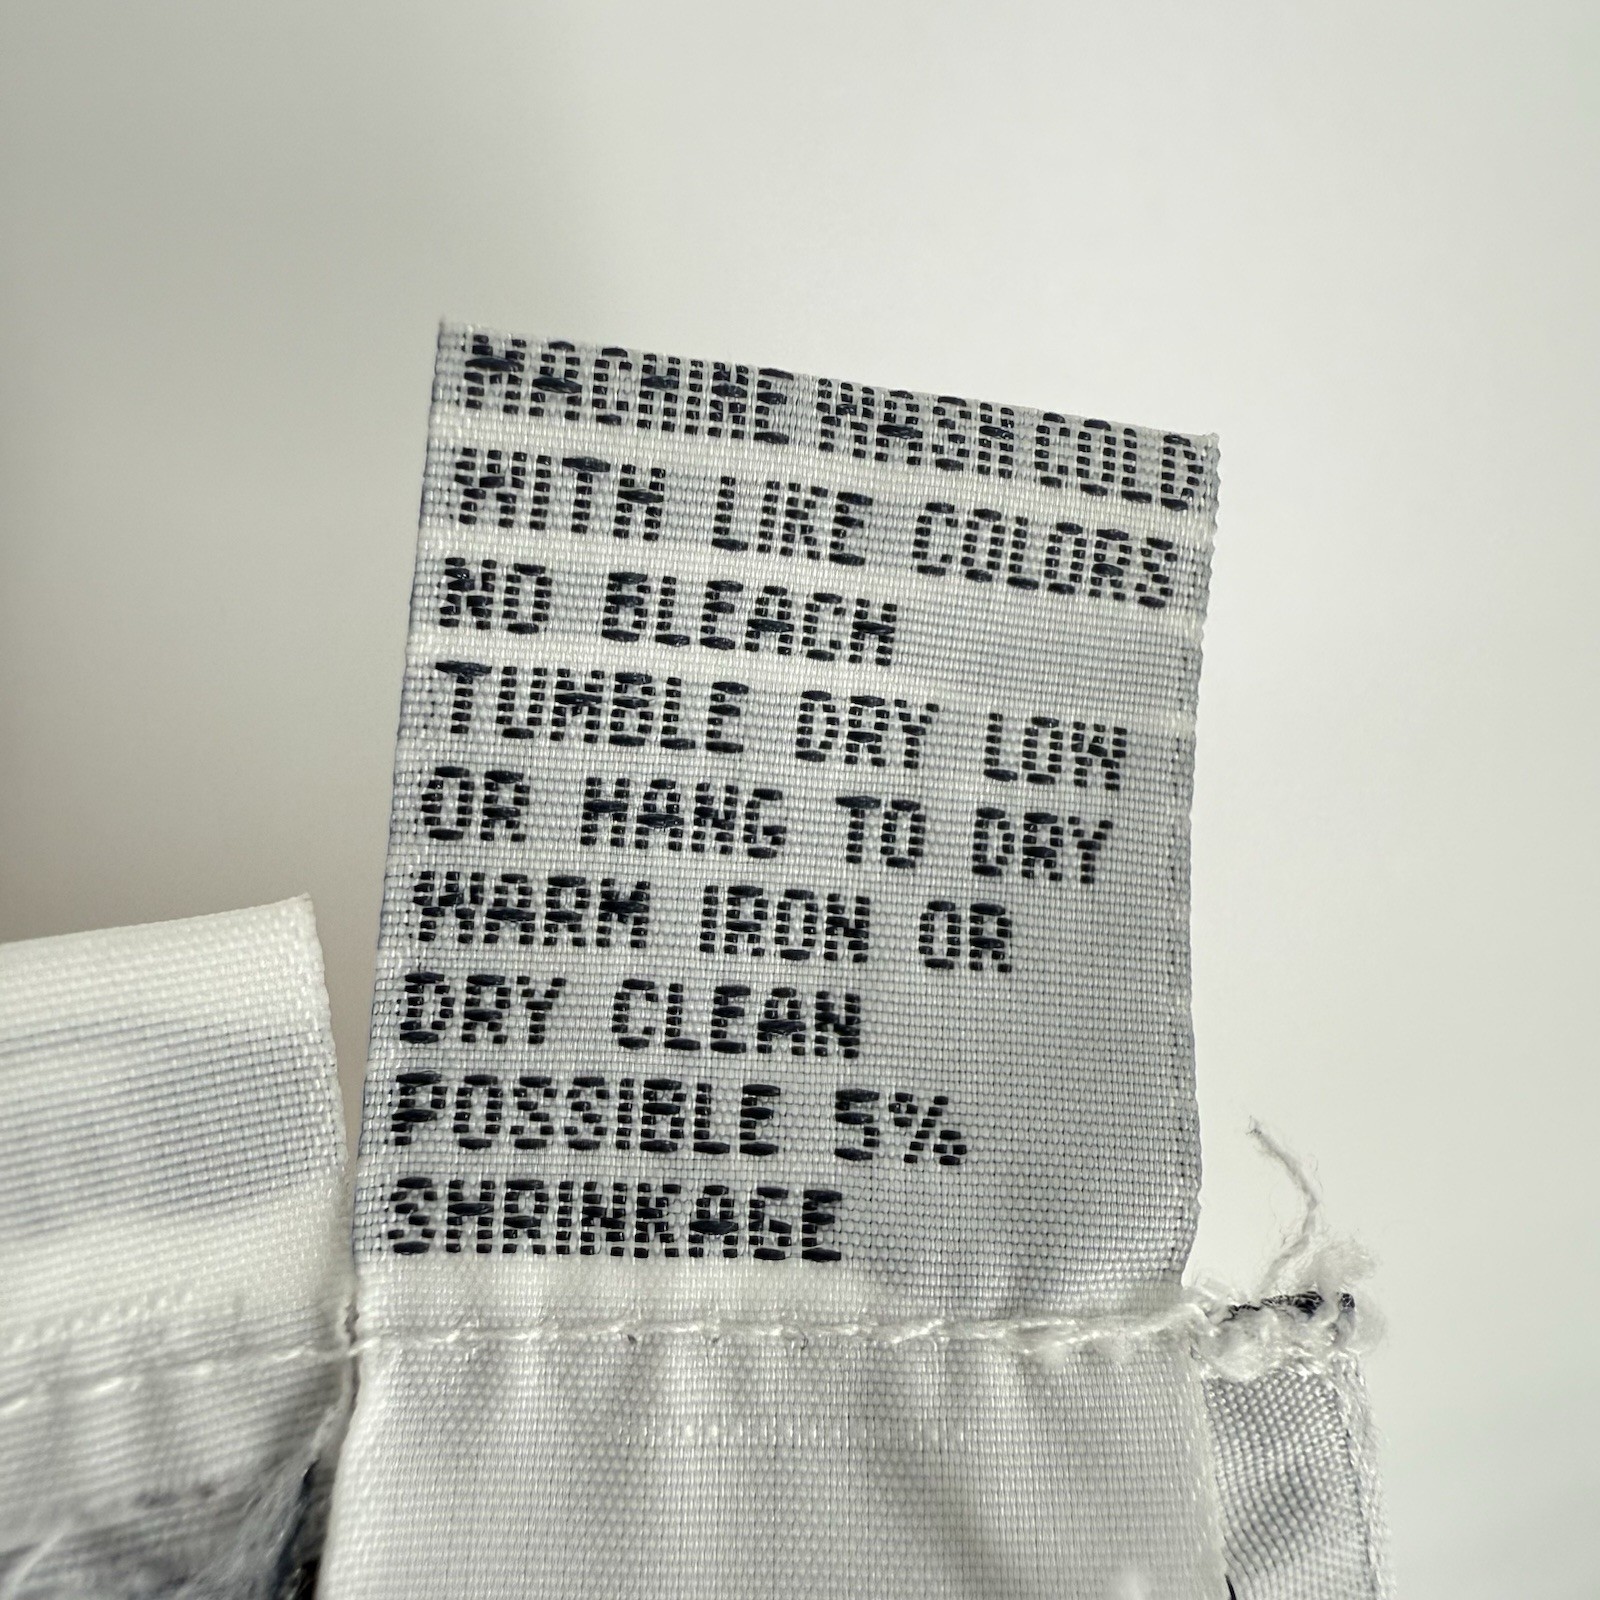 MACHINE WASH COLD
WITH LIKE COLORS
NO BLEACH
TUMBLE DRY LOW
OR HANG TO DRY
WARM IRON OR
DRY CLEAN
POSSIBLE 5%
SHRINKAGE